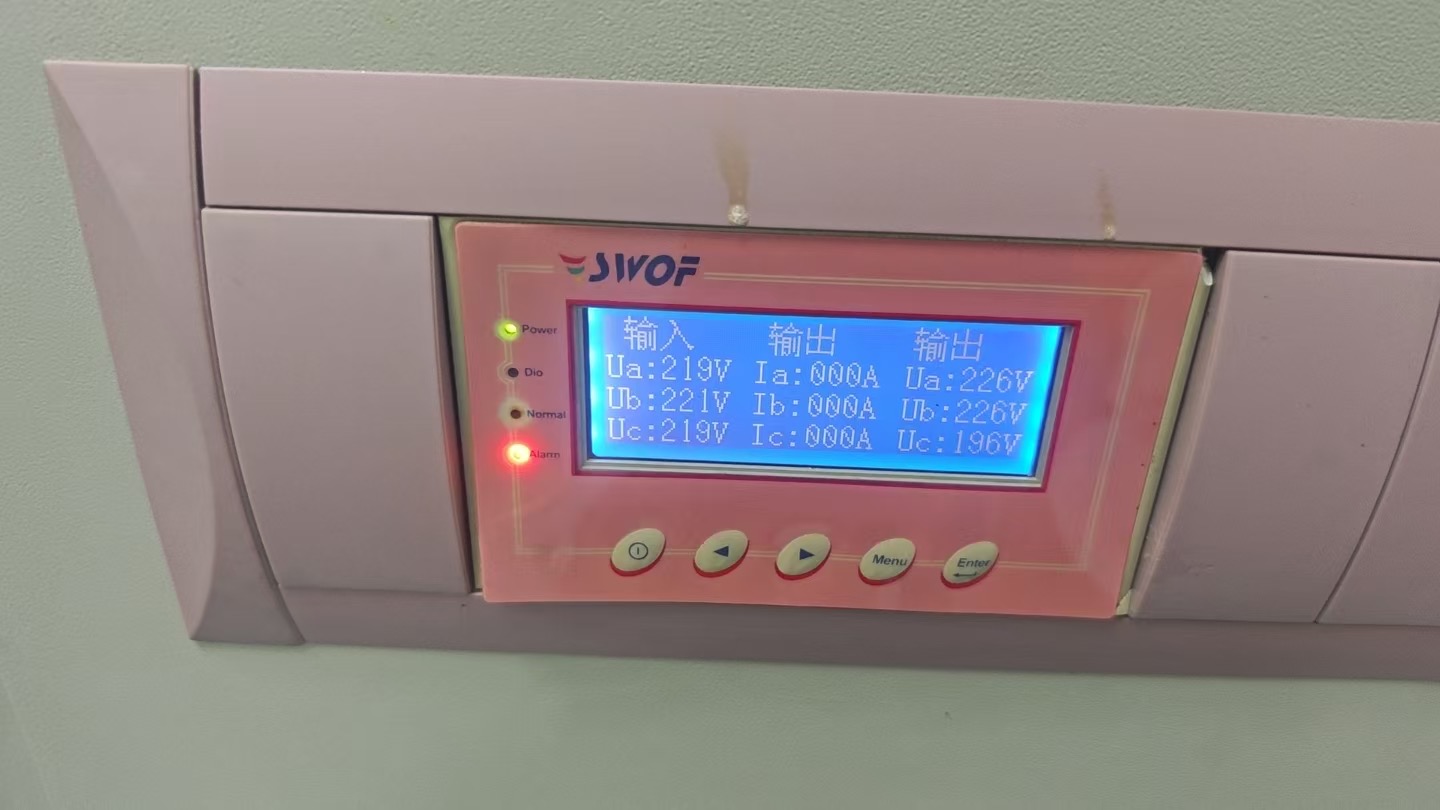 SWOF
Power
Dio
Normal
Alarm
输入 输出 输出
Ua:219V Ia:000A Ua:226V
Ub:221V Ib:000A Ub:226V
Uc:219V Ic:000A Uc:196V
Menu
Enter